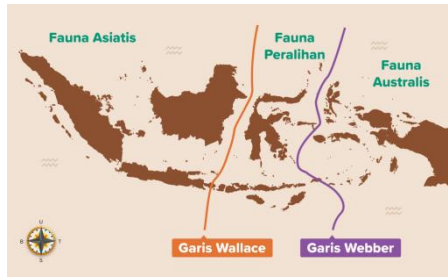 Fauna Asiatis
Fauna
Peralihan
Fauna
Australis
Garis Wallace
Garis Webber
U
B T
S